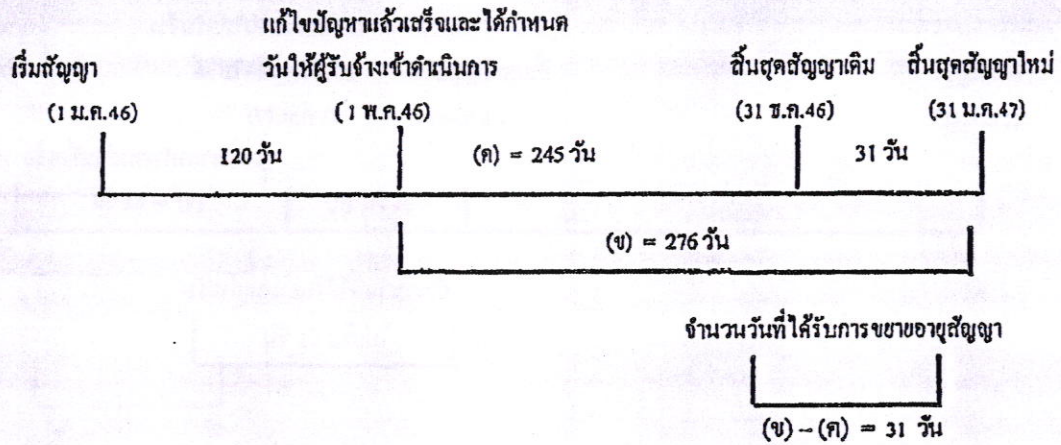 แก้ไขปัญหาแล้วเสร็จและได้กำหนด
เริ่มสัญญา วันให้ผู้รับจ้างเข้าดำเนินการ สิ้นสุดสัญญาเดิม สิ้นสุดสัญญาใหม่
(1 ม.ค.46) (1 พ.ค.46) (31 ธ.ค.46) (31 ม.ค.47)
120 วัน (ค) = 245 วัน 31 วัน
(ข) = 276 วัน
จำนวนวันที่ได้รับการขยายอายุสัญญา
(ข) – (ค) = 31 วัน